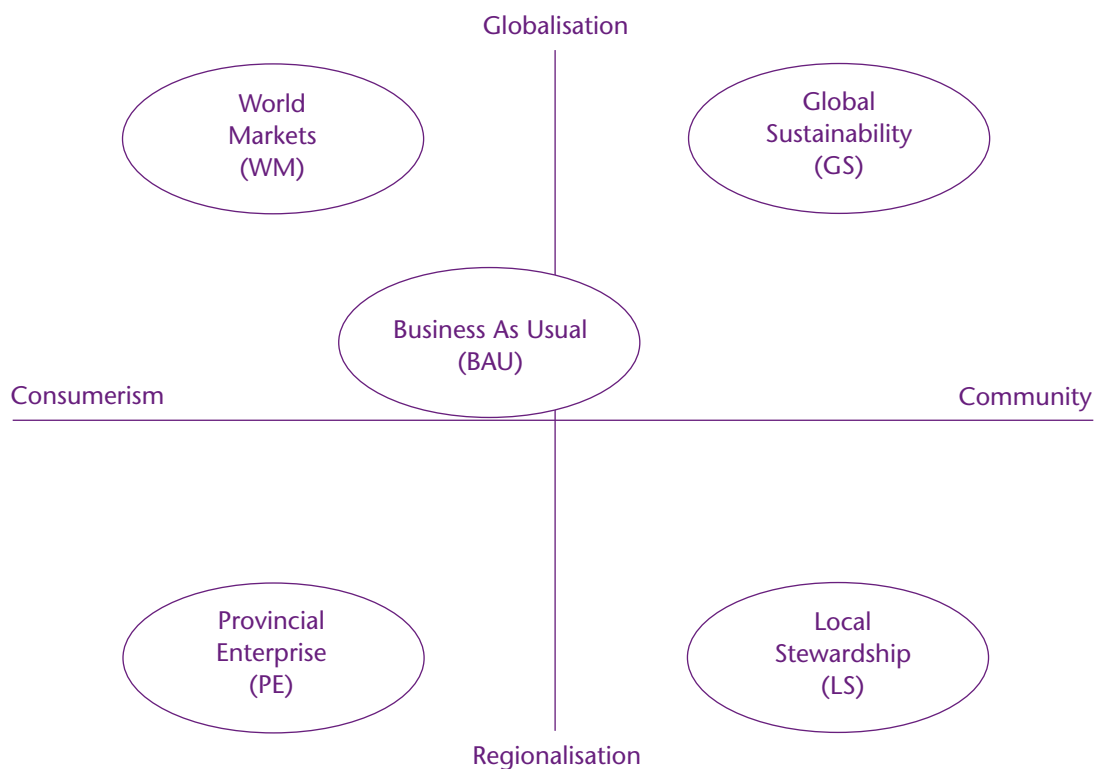 Globalisation
World
Markets
(WM)
Global
Sustainability
(GS)
Business As Usual
(BAU)
Consumerism
Community
Provincial
Enterprise
(PE)
Local
Stewardship
(LS)
Regionalisation